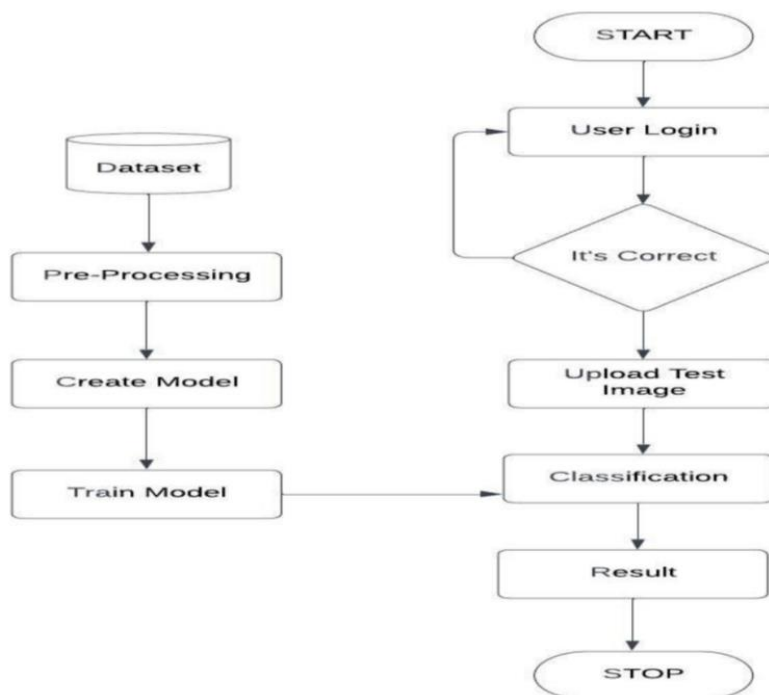 START
User Login
Dataset
It's Correct
Pre-Processing
Create Model
Upload Test
Image
Train Model
Classification
Result
STOP